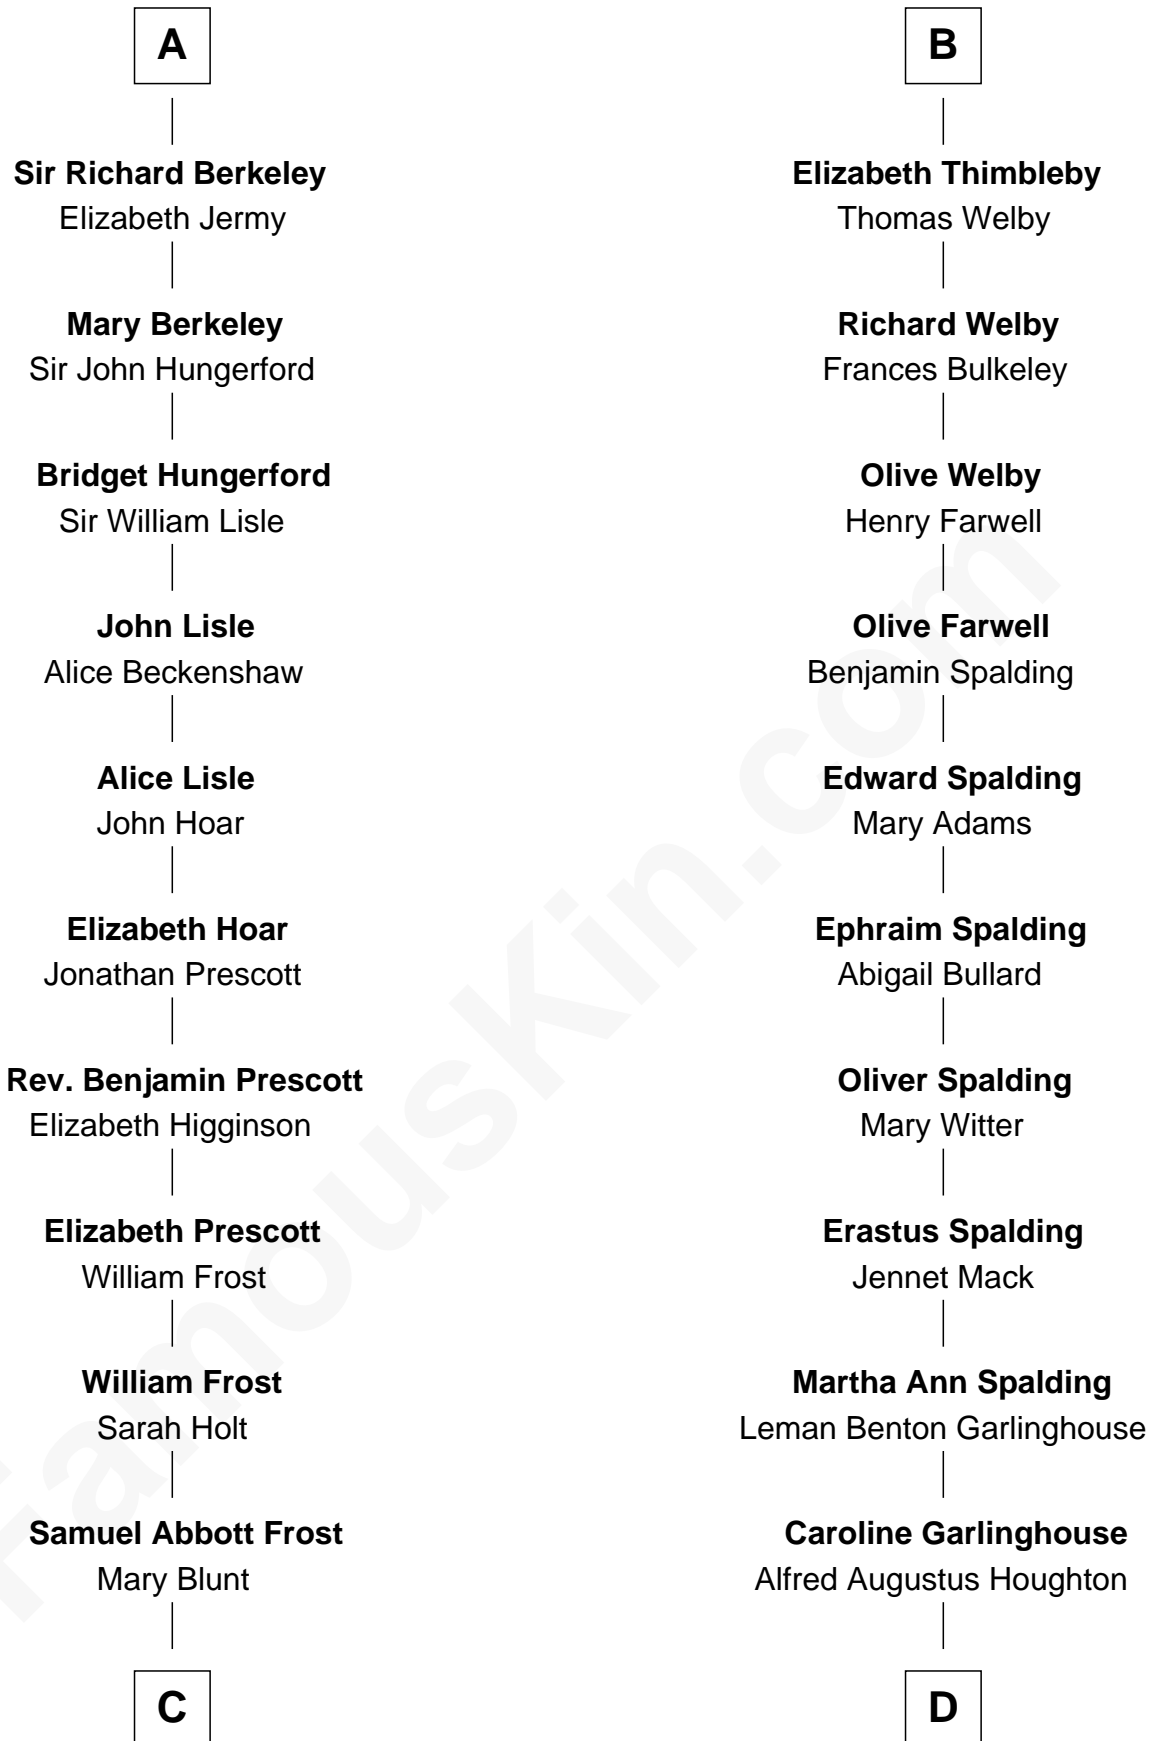 A
Sir Richard Berkeley
Elizabeth Jermy
Mary Berkeley
Sir John Hungerford
Bridget Hungerford
Sir William Lisle
John Lisle
Alice Beckenshaw
Alice Lisle
John Hoar
Elizabeth Hoar
Jonathan Prescott
Rev. Benjamin Prescott
Elizabeth Higginson
Elizabeth Prescott
William Frost
William Frost
Sarah Holt
Samuel Abbott Frost
Mary Blunt
C
B
Elizabeth Thimbleby
Thomas Welby
Richard Welby
Frances Bulkeley
Olive Welby
Henry Farwell
Olive Farwell
Benjamin Spalding
Edward Spalding
Mary Adams
Ephraim Spalding
Abigail Bullard
Oliver Spalding
Mary Witter
Erastus Spalding
Jennet Mack
Martha Ann Spalding
Leman Benton Garlinghouse
Caroline Garlinghouse
Alfred Augustus Houghton
D
FamousKin.com